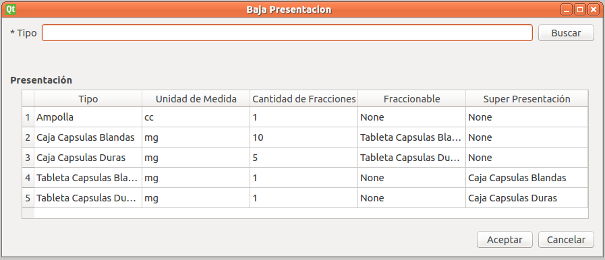 Qt Baja Presentacion
* Tipo Buscar
Presentación
Tipo Unidad de Medida Cantidad de Fracciones Fraccionable Super Presentación
1 Ampolla cc 1 None None
2 Caja Capsulas Blandas mg 10 Tableta Capsulas Bla... None
3 Caja Capsulas Duras mg 5 Tableta Capsulas Du... None
4 Tableta Capsulas Bla... mg 1 None Caja Capsulas Blandas
5 Tableta Capsulas Du... mg 1 None Caja Capsulas Duras
Aceptar Cancelar